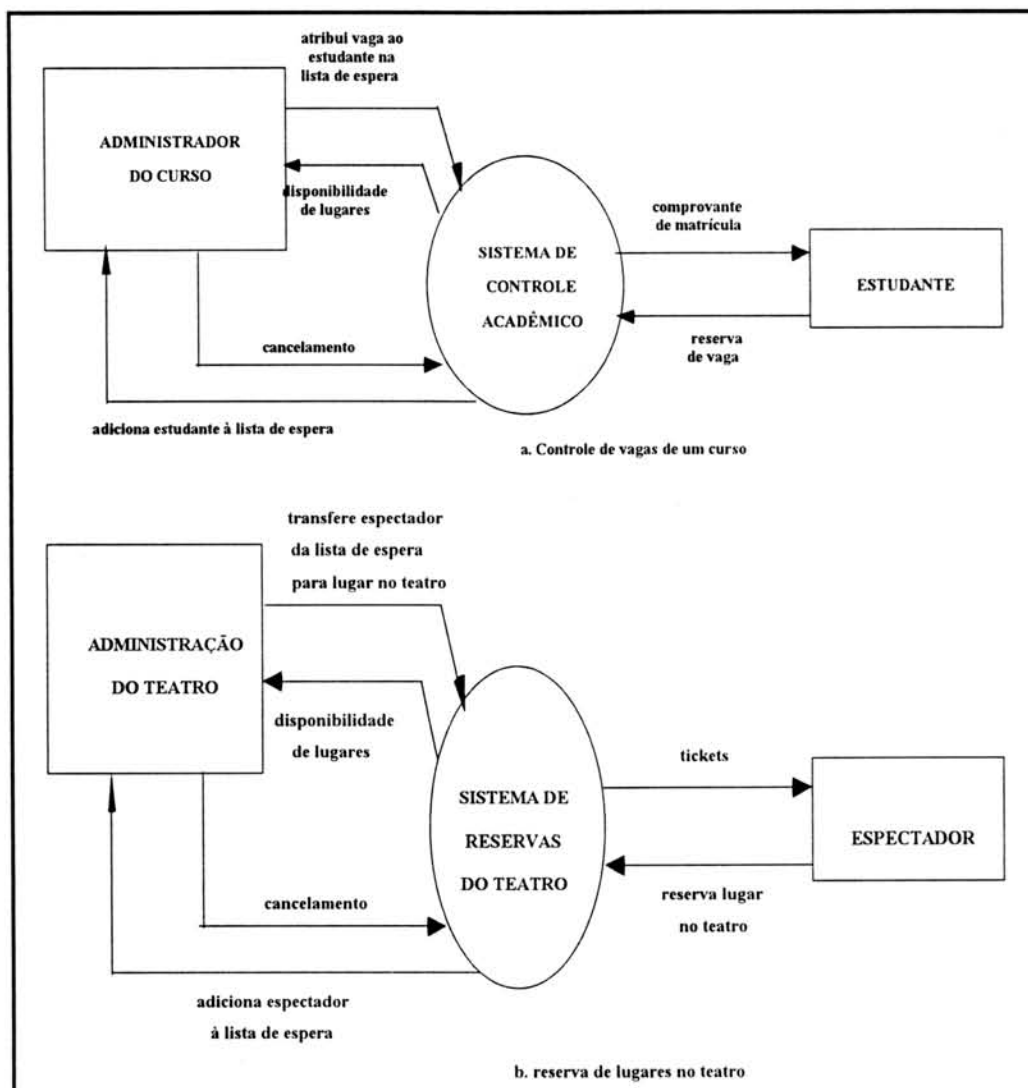 atribui vaga ao
estudante na
lista de espera
ADMINISTRADOR
DO CURSO
disponibilidade
de lugares
comprovante
de matrícula
SISTEMA DE
CONTROLE
ACADÊMICO
ESTUDANTE
reserva
de vaga
cancelamento
adiciona estudante à lista de espera
a. Controle de vagas de um curso
transfere espectador
da lista de espera
para lugar no teatro
ADMINISTRAÇÃO
DO TEATRO
disponibilidade
de lugares
tickets
SISTEMA DE
RESERVAS
DO TEATRO
ESPECTADOR
reserva lugar
no teatro
cancelamento
adiciona espectador
à lista de espera
b. reserva de lugares no teatro